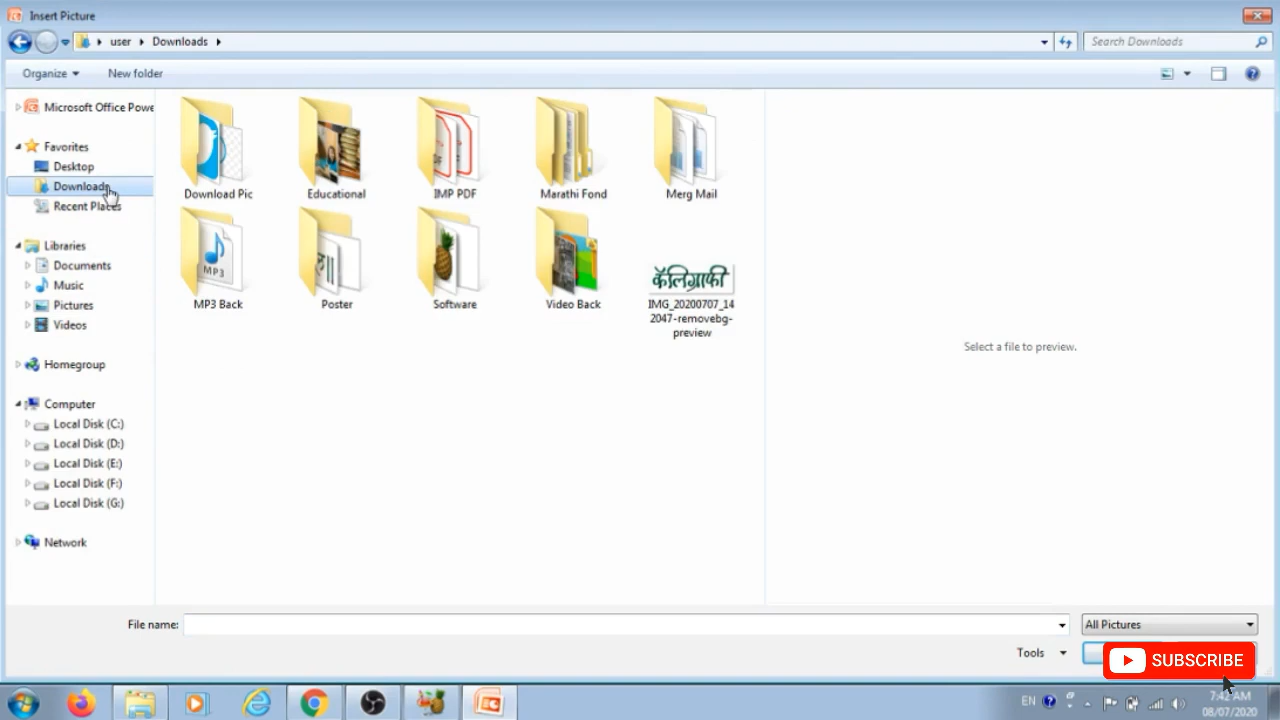 Insert Picture
user Downloads
Search Downloads
Organize
New folder
Microsoft Office Powe
Favorites
Desktop
Downloads
Recent Places
Libraries
Documents
Music
Pictures
Videos
Homegroup
Computer
Local Disk (C:)
Local Disk (D:)
Local Disk (E:)
Local Disk (F:)
Local Disk (G:)
Network
Download Pic
Educational
IMP PDF
Marathi Fond
Merg Mail
MP3
MP3 Back
Poster
Software
Video Back
कॅलिग्राफी
IMG_20200707_14
2047-removebg-
preview
Select a file to preview.
File name:
All Pictures
Tools
SUBSCRIBE
EN
7:42 AM
08/07/2020